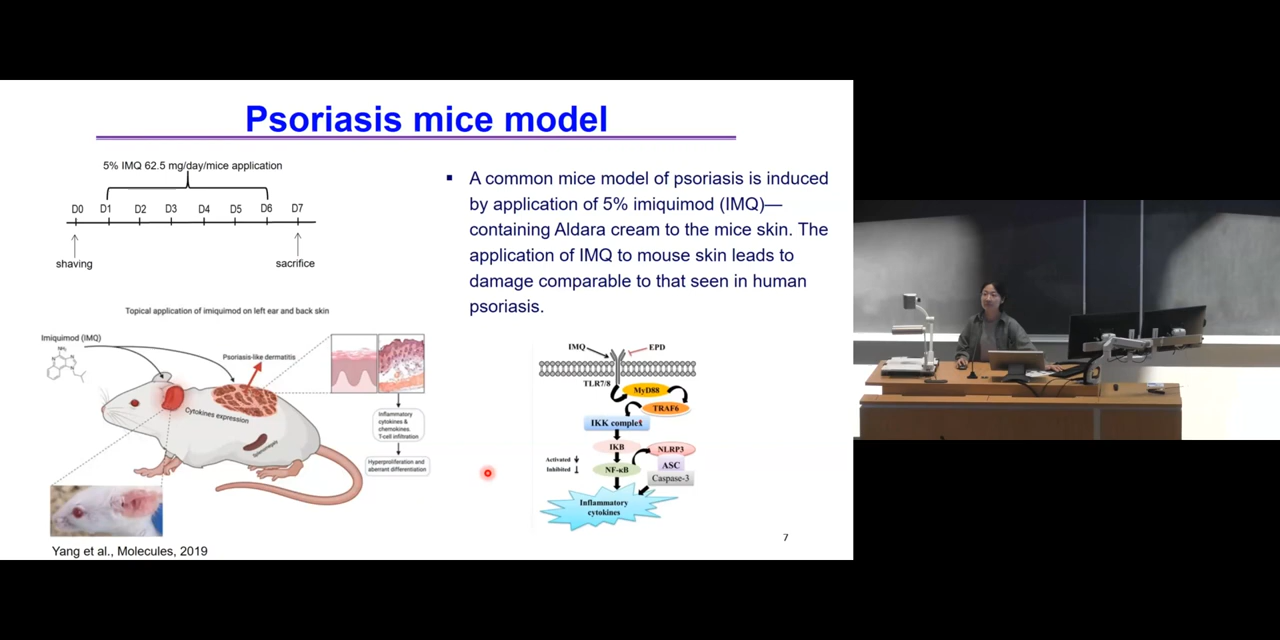 Psoriasis mice model
5% IMQ 62.5 mg/day/mice application
D0 D1 D2 D3 D4 D5 D6 D7
shaving
sacrifice
▪ A common mice model of psoriasis is induced
by application of 5% imiquimod (IMQ)—
containing Aldara cream to the mice skin. The
application of IMQ to mouse skin leads to
damage comparable to that seen in human
psoriasis.
Topical application of imiquimod on left ear and back skin
Imiquimod (IMQ)
NH₂
N
N
N
Psoriasis-like dermatitis
Cytokines expression
Inflammatory
cytokines &
chemokines.
T-cell infiltration
Hyperproliferation and
aberrant differentiation
IMQ
EPD
TLR7/8
MyD88
TRAF6
IKK complex
IKB
NLRP3
Activated
Inhibited
NF-κB
ASC
Caspase-3
Inflammatory
cytokines
Yang et al., Molecules, 2019
7